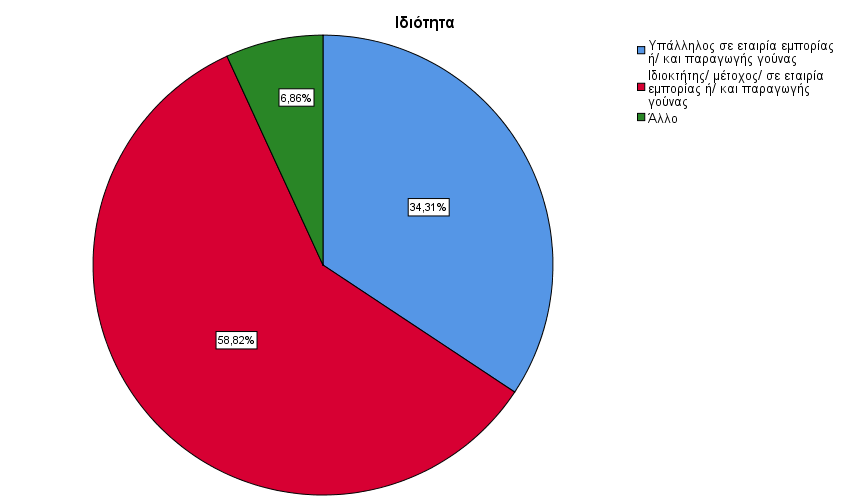 Ιδιότητα
Υπάλληλος σε εταιρία εμπορίας
ή/ και παραγωγής γούνας
Ιδιοκτήτης/ μέτοχος/ σε εταιρία
εμπορίας ή/ και παραγωγής
γούνας
Άλλο
6,86%
34,31%
58,82%